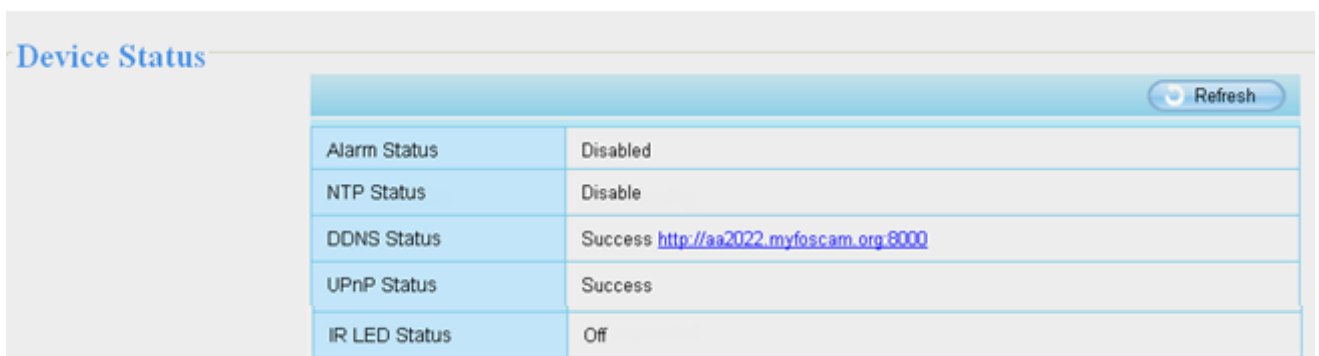 Device Status
Refresh
Alarm Status Disabled
NTP Status Disable
DDNS Status Success http://aa2022.myfoscam.org:8000
UPnP Status Success
IR LED Status Off